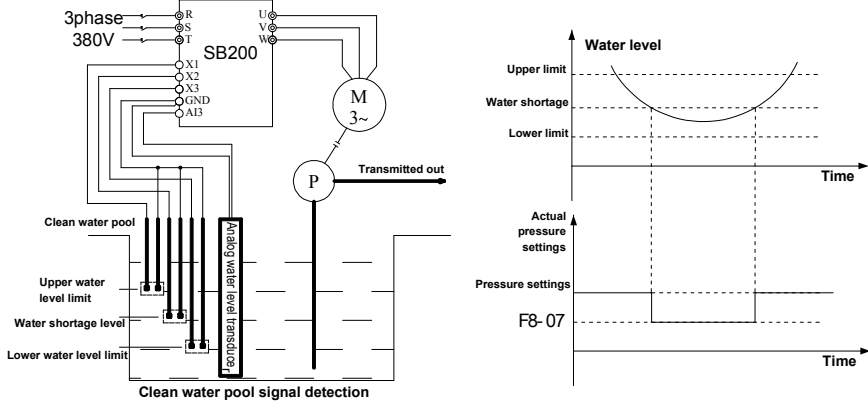 3phase
380V
R
S
T
SB200
U
V
W
X1
X2
X3
GND
AI3
M
3~
P
Transmitted out
Clean water pool
Analog water level transducer
Upper water
level limit
Water shortage level
Lower water level limit
Clean water pool signal detection
Water level
Upper limit
Water shortage
Lower limit
Time
Actual
pressure
settings
Pressure settings
F8-07
Time